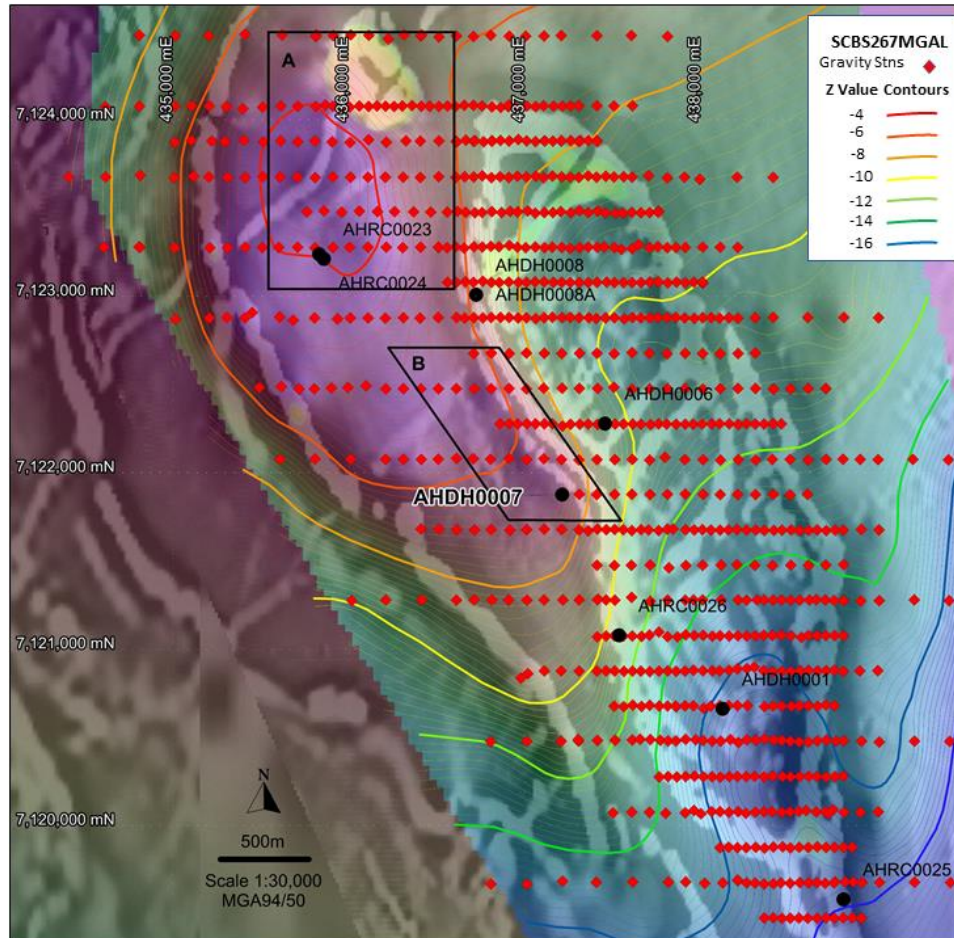 SCBS267MGAL
Gravity Stns
Z Value Contours
-4
-6
-8
-10
-12
-14
-16
435,000 mE
436,000 mE
437,000 mE
438,000 mE
A
7,124,000 mN
AHRC0023
AHRC0024
AHDH0008
AHDH0008A
7,123,000 mN
B
AHDH0006
7,122,000 mN
AHDH0007
AHRC0026
7,121,000 mN
AHDH0001
7,120,000 mN
N
500m
Scale 1:30,000
MGA94/50
AHRC0025